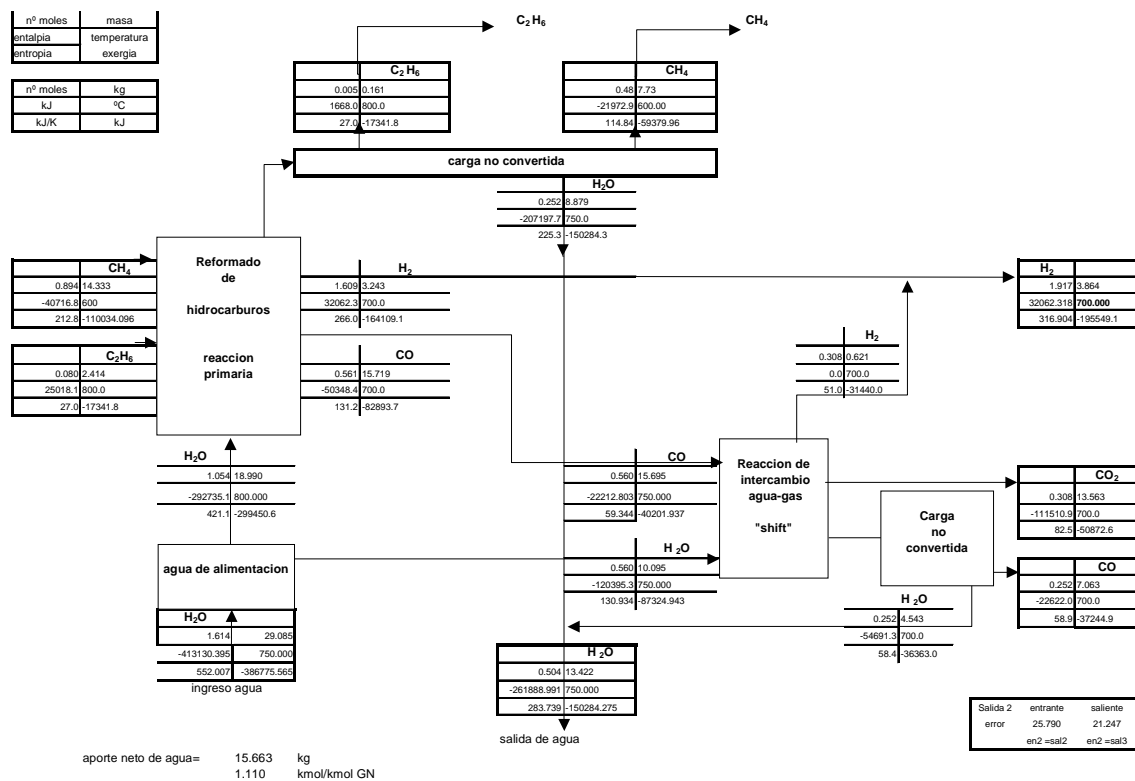 nº moles masa
entalpia temperatura
entropia exergia
nº moles kg
kJ ºC
kJ/K kJ
C2H6
CH4
C2 H6
0.005 0.161
1668.0 800.0
27.0 -17341.8
CH4
0.48 7.73
-21972.9 600.00
114.84 -59379.96
carga no convertida
H2O
0.252 8.879
-207197.7 750.0
225.3 -150284.3
Reformado
de
hidrocarburos
reaccion
primaria
CH4
0.894 14.333
-40716.8 600
212.8 -110034.096
C2H6
0.080 2.414
25018.1 800.0
27.0 -17341.8
H2
1.609 3.243
32062.3 700.0
266.0 -164109.1
CO
0.561 15.719
-50348.4 700.0
131.2 -82893.7
H2
1.917 3.864
32062.318 700.000
316.904 -195549.1
H2
0.308 0.621
0.0 700.0
51.0 -31440.0
H2O
1.054 18.990
-292735.1 800.000
421.1 -299450.6
CO
0.560 15.695
-22212.803 750.000
59.344 -40201.937
Reaccion de
intercambio
agua-gas
"shift"
CO2
0.308 13.563
-111510.9 700.0
82.5 -50872.6
Carga
no
convertida
agua de alimentacion
H2O
0.560 10.095
-120395.3 750.000
130.934 -87324.943
CO
0.252 7.063
-22622.0 700.0
58.9 -37244.9
H2O
0.252 4.543
-54691.3 700.0
58.4 -36363.0
H2O
1.614 29.085
-413130.395 750.000
552.007 -386775.565
ingreso agua
H2O
0.504 13.422
-261888.991 750.000
283.739 -150284.275
salida de agua
Salida 2 entrante saliente
error 25.790 21.247
en2 =sal2 en2 =sal3
aporte neto de agua= 15.663 kg
1.110 kmol/kmol GN